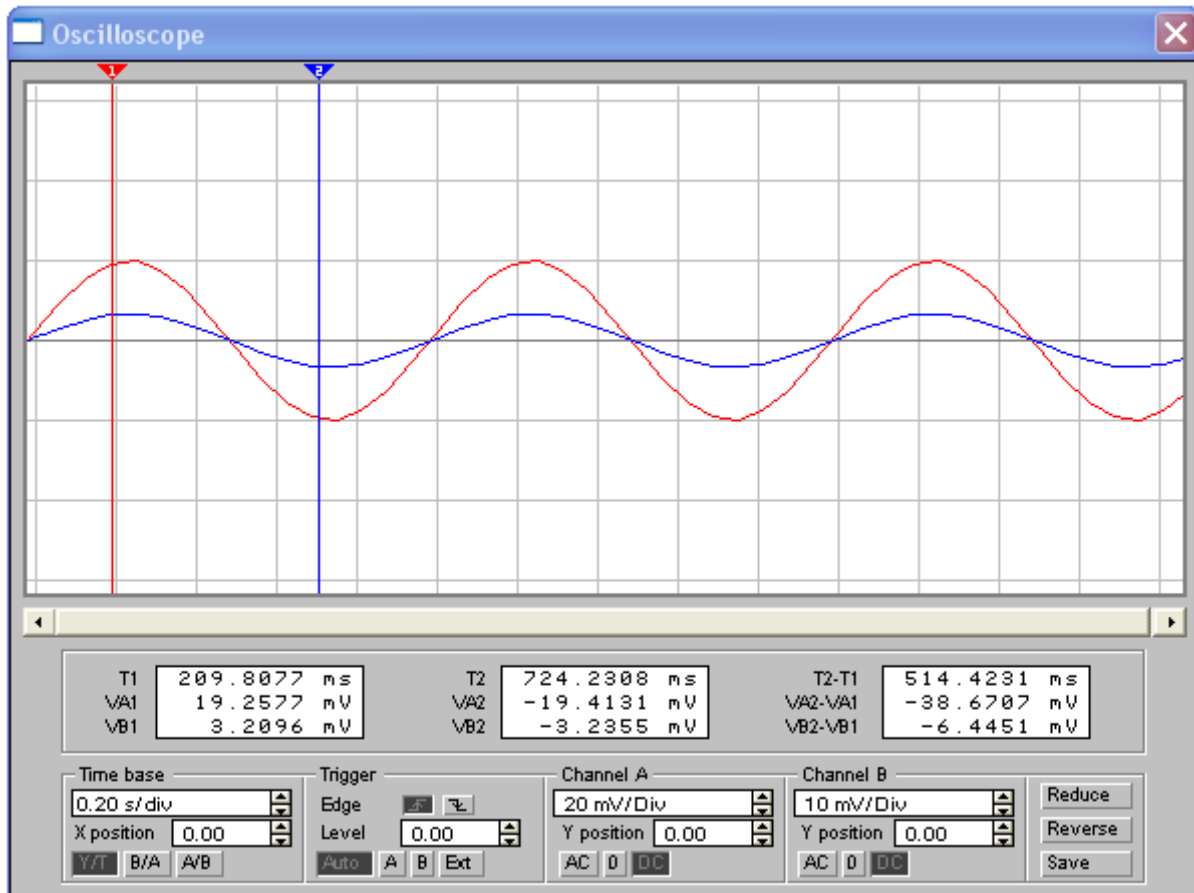 Oscilloscope
1 2
T1 209.8077 ms T2 724.2308 ms T2-T1 514.4231 ms
VA1 19.2577 mV VA2 -19.4131 mV VA2-VA1 -38.6707 mV
VB1 3.2096 mV VB2 -3.2355 mV VB2-VB1 -6.4451 mV
Time base Trigger Channel A Channel B
0.20 s/div Edge 20 mV/Div 10 mV/Div Reduce
X position 0.00 Level 0.00 Y position 0.00 Y position 0.00 Reverse
Y/T B/A A/B Auto A B Ext AC 0 DC AC 0 DC Save